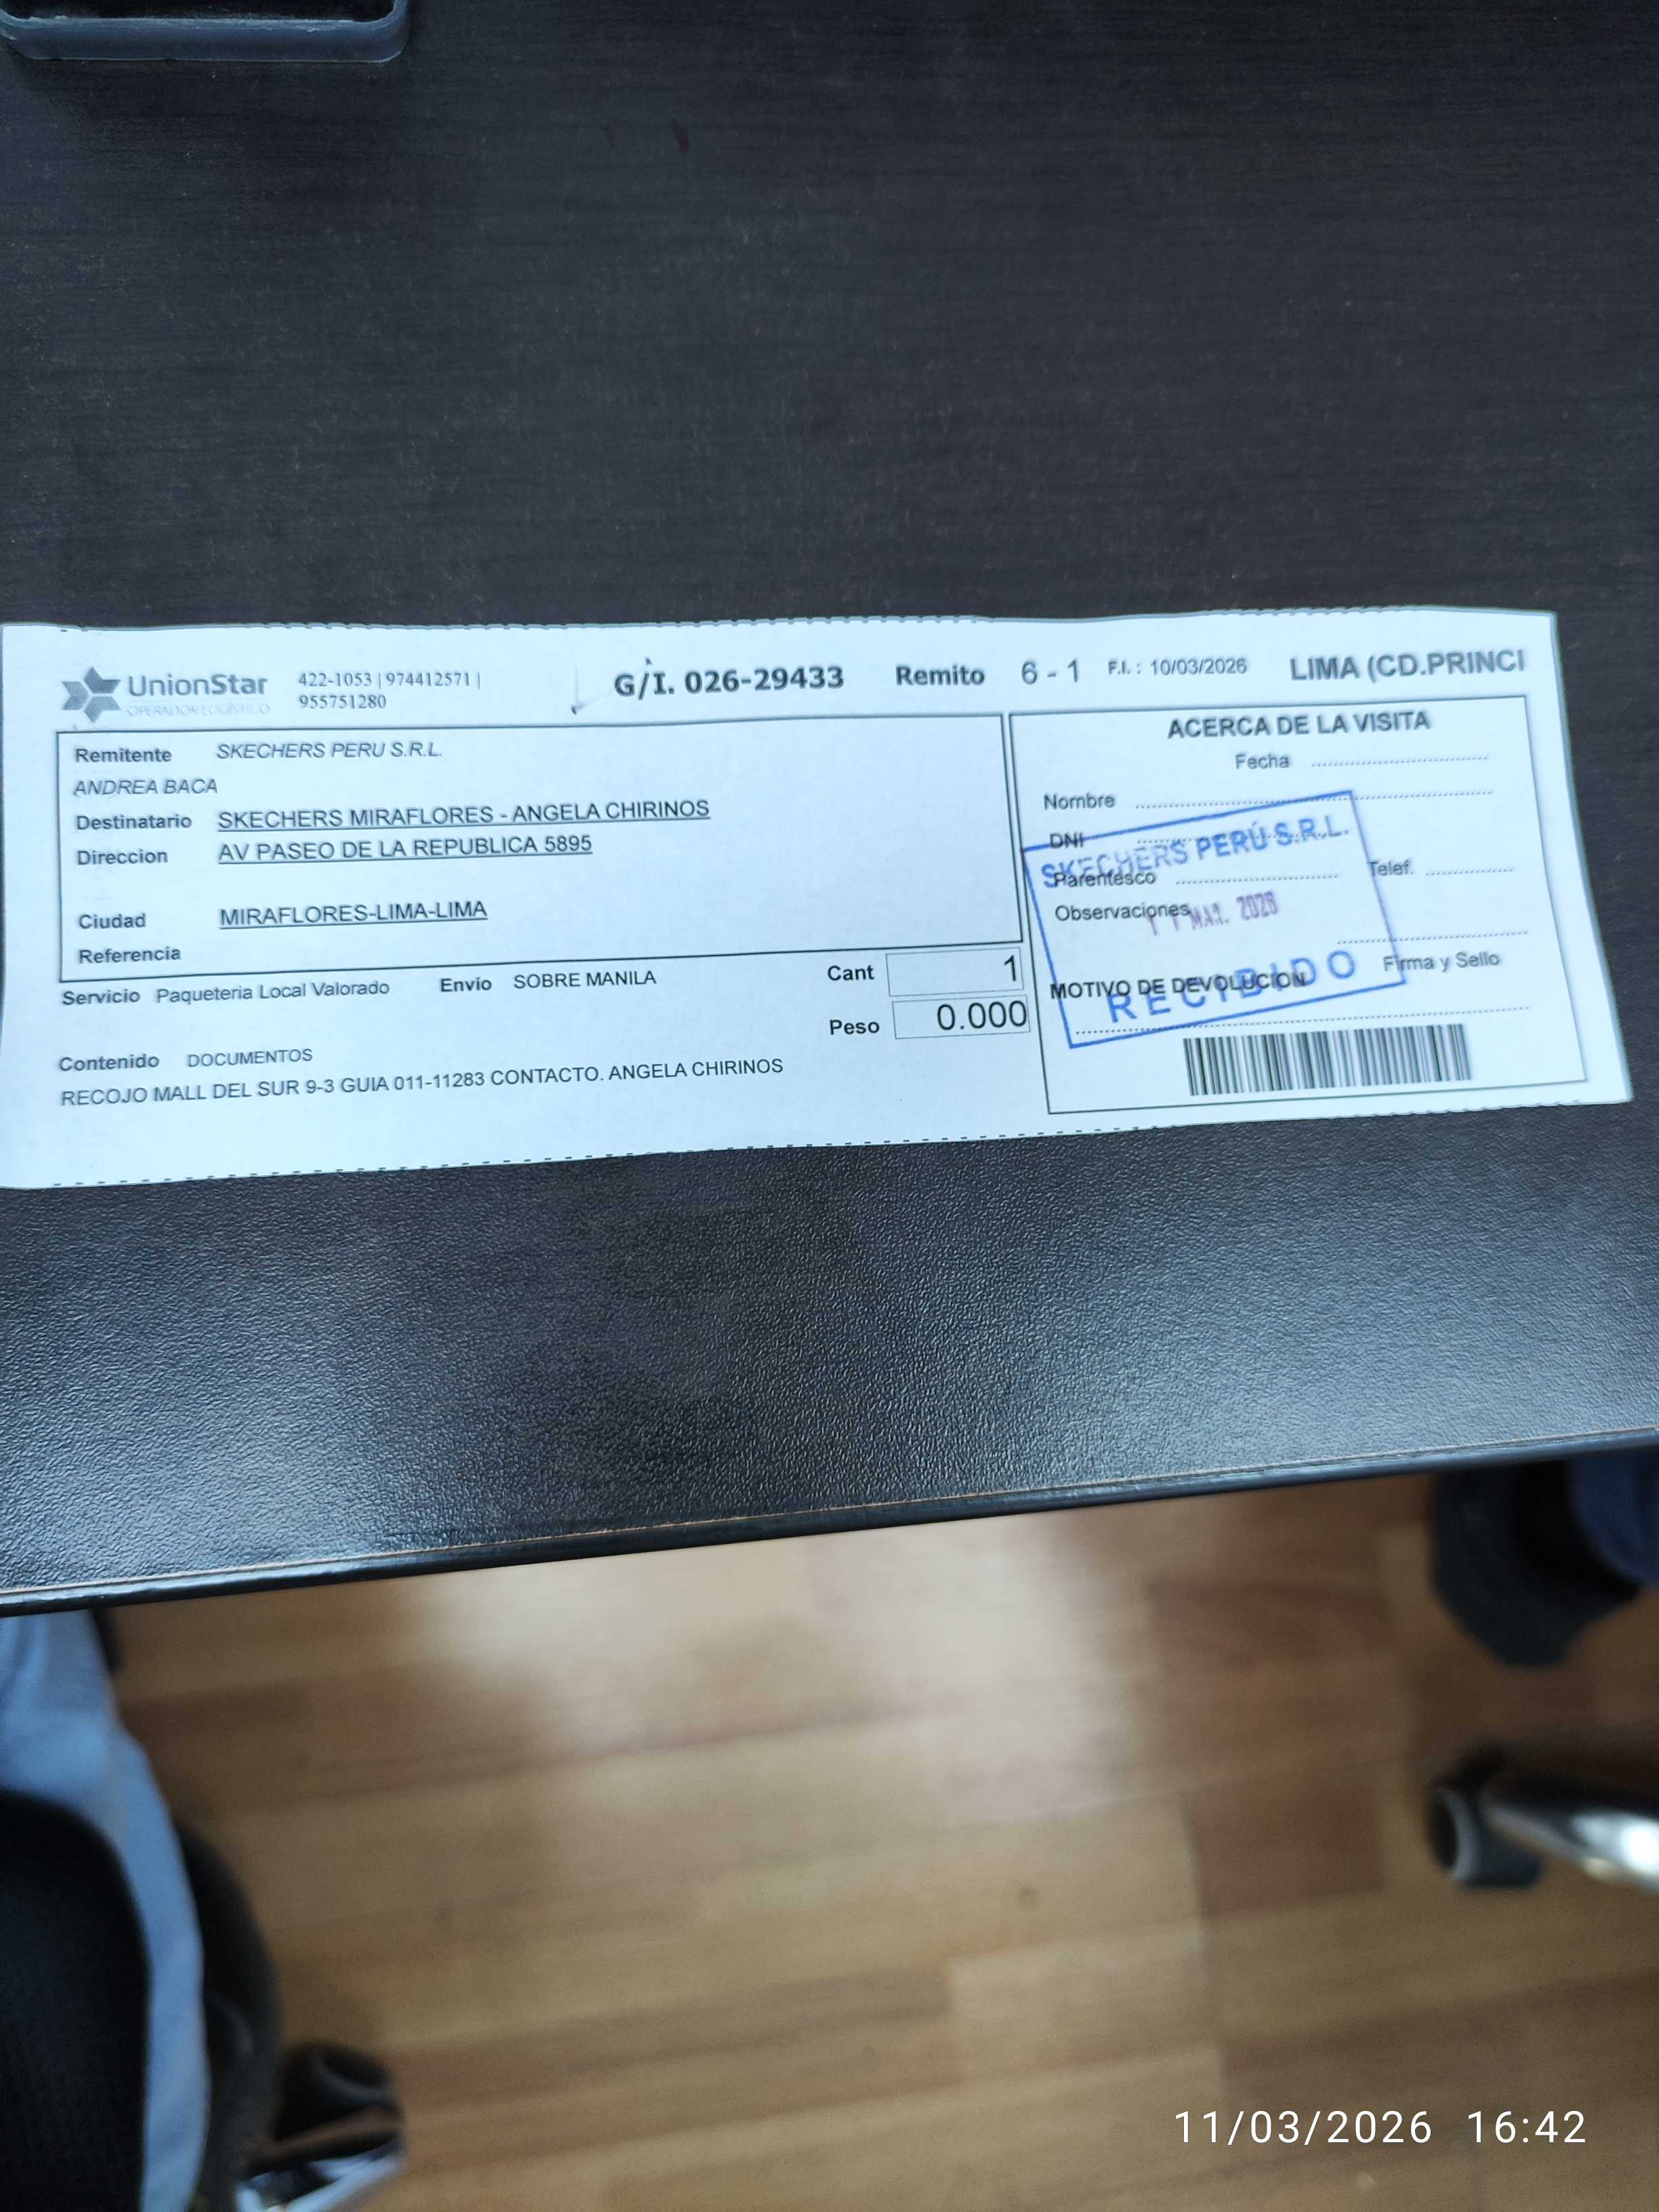 UnionStar
OPERADOR LOGÍSTICO
422-1053 | 974412571 |
955751280
G/I. 026-29433 Remito 6 - 1 F.I. : 10/03/2026 LIMA (CD.PRINCI
Remitente SKECHERS PERU S.R.L.
ANDREA BACA
Destinatario SKECHERS MIRAFLORES - ANGELA CHIRINOS
Direccion AV PASEO DE LA REPUBLICA 5895
Ciudad MIRAFLORES-LIMA-LIMA
Referencia
Servicio Paqueteria Local Valorado Envío SOBRE MANILA
Cant 1
Peso 0.000
Contenido DOCUMENTOS
RECOJO MALL DEL SUR 9-3 GUIA 011-11283 CONTACTO. ANGELA CHIRINOS
ACERCA DE LA VISITA
Fecha
Nombre
DNI
Parentesco Telef.
Observaciones
Firma y Sello
MOTIVO DE DEVOLUCION
SKECHERS PERÚ S.R.L.
11 MAR. 2026
RECIBIDO
11/03/2026 16:42